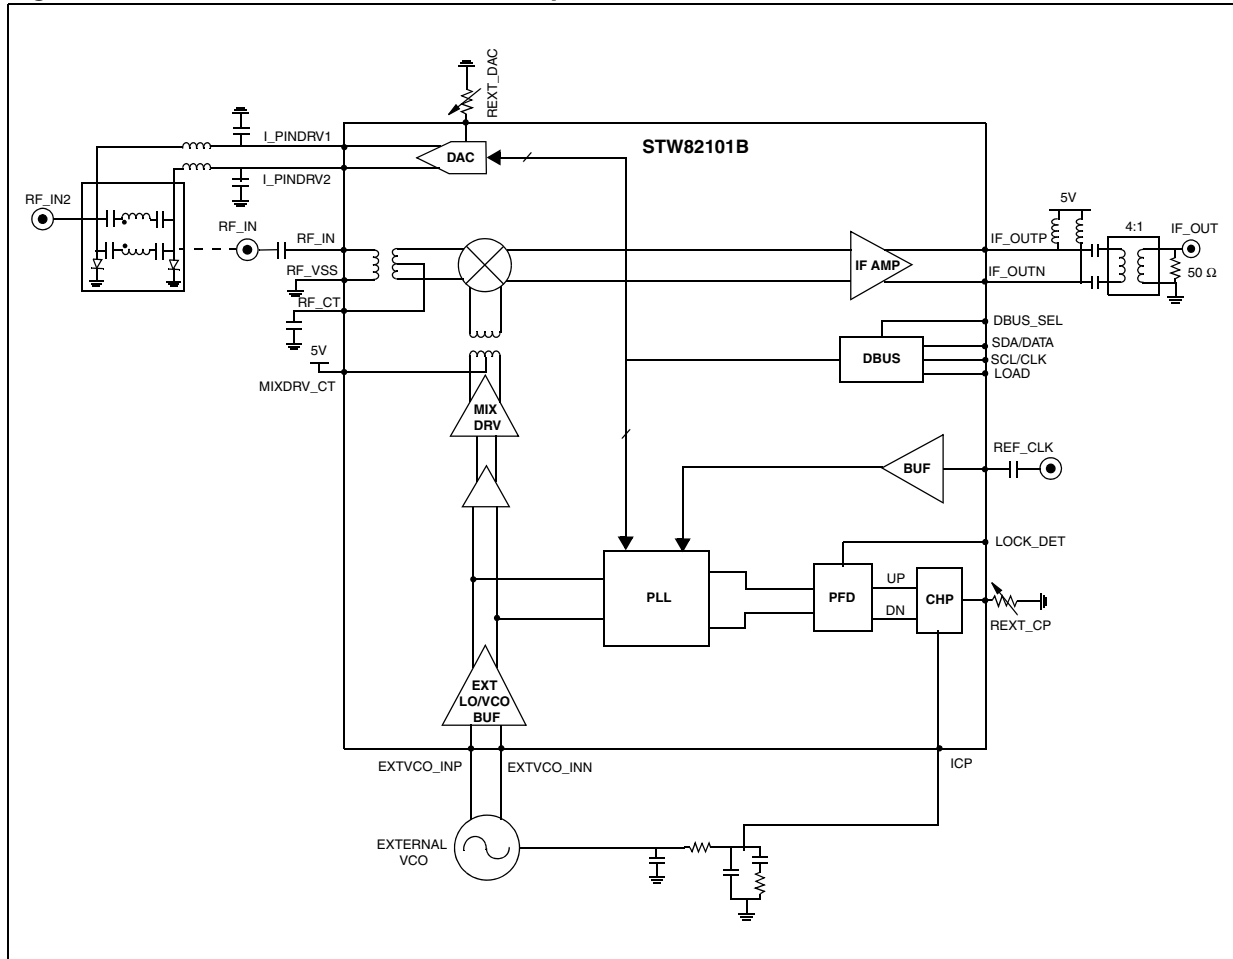 REXT_DAC
I_PINDRV1
STW82101B
DAC
I_PINDRV2
RF_IN2
5V
RF_IN
RF_IN
4:1
IF_OUT
IF_OUTP
IF AMP
RF_VSS
IF_OUTN
50 Ω
RF_CT
DBUS_SEL
5V
SDA/DATA
DBUS
SCL/CLK
LOAD
MIXDRV_CT
MIX
DRV
REF_CLK
BUF
LOCK_DET
UP
PLL
PFD
CHP
DN
REXT_CP
EXT
LO/VCO
BUF
EXTVCO_INP
EXTVCO_INN
ICP
EXTERNAL
VCO